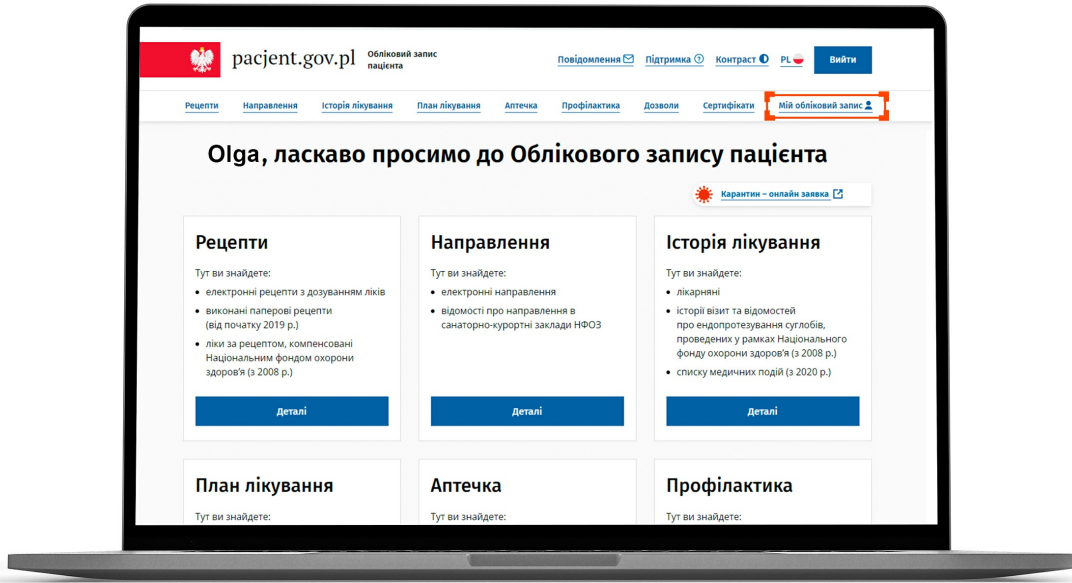 pacjent.gov.pl
Обліковий запис
пацієнта
Повідомлення
Підтримка
Контраст
PL
Вийти
Рецепти
Направлення
Історія лікування
План лікування
Аптечка
Профілактика
Дозволи
Сертифікати
Мій обліковий запис
Olga, ласкаво просимо до Облікового запису пацієнта
Карантин – онлайн заявка
Рецепти
Тут ви знайдете:
• електронні рецепти з дозуванням ліків
• виконані паперові рецепти
(від початку 2019 р.)
• ліки за рецептом, компенсовані
Національним фондом охорони
здоров’я (з 2008 р.)
Деталі
Направлення
Тут ви знайдете:
• електронні направлення
• відомості про направлення в
санаторно-курортні заклади НФОЗ
Деталі
Історія лікування
Тут ви знайдете:
• лікарняні
• історії візит та відомостей
про ендопротезування суглобів,
проведених у рамках Національного
фонду охорони здоров’я (з 2008 р.)
• списку медичних подій (з 2020 р.)
Деталі
План лікування
Тут ви знайдете:
Аптечка
Тут ви знайдете:
Профілактика
Тут ви знайдете: